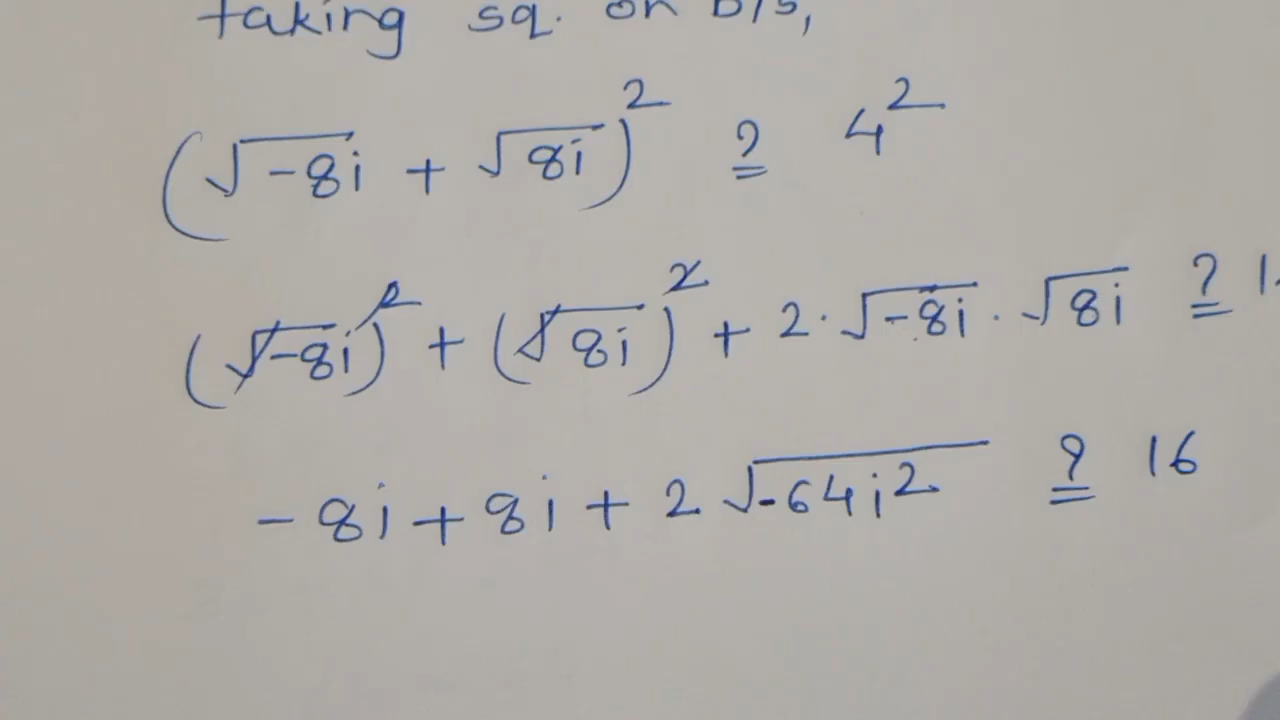 taking sq. on b/s,
(√-8i + √8i)² ≟ 4²
(√-8i)² + (√8i)² + 2·√-8i·√8i ≟ 1
-8i + 8i + 2√-64i² ≟ 16